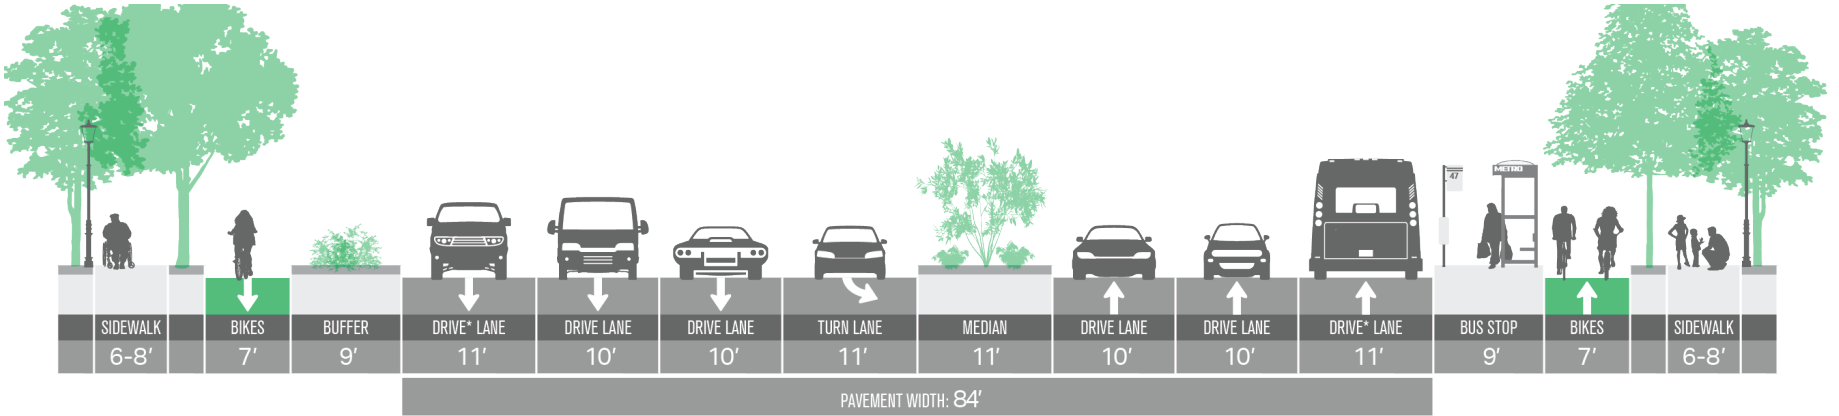 47
METRO
SIDEWALK BIKES BUFFER DRIVE* LANE DRIVE LANE DRIVE LANE TURN LANE MEDIAN DRIVE LANE DRIVE LANE DRIVE* LANE BUS STOP BIKES SIDEWALK
6-8' 7' 9' 11' 10' 10' 11' 11' 10' 10' 11' 9' 7' 6-8'
PAVEMENT WIDTH: 84'